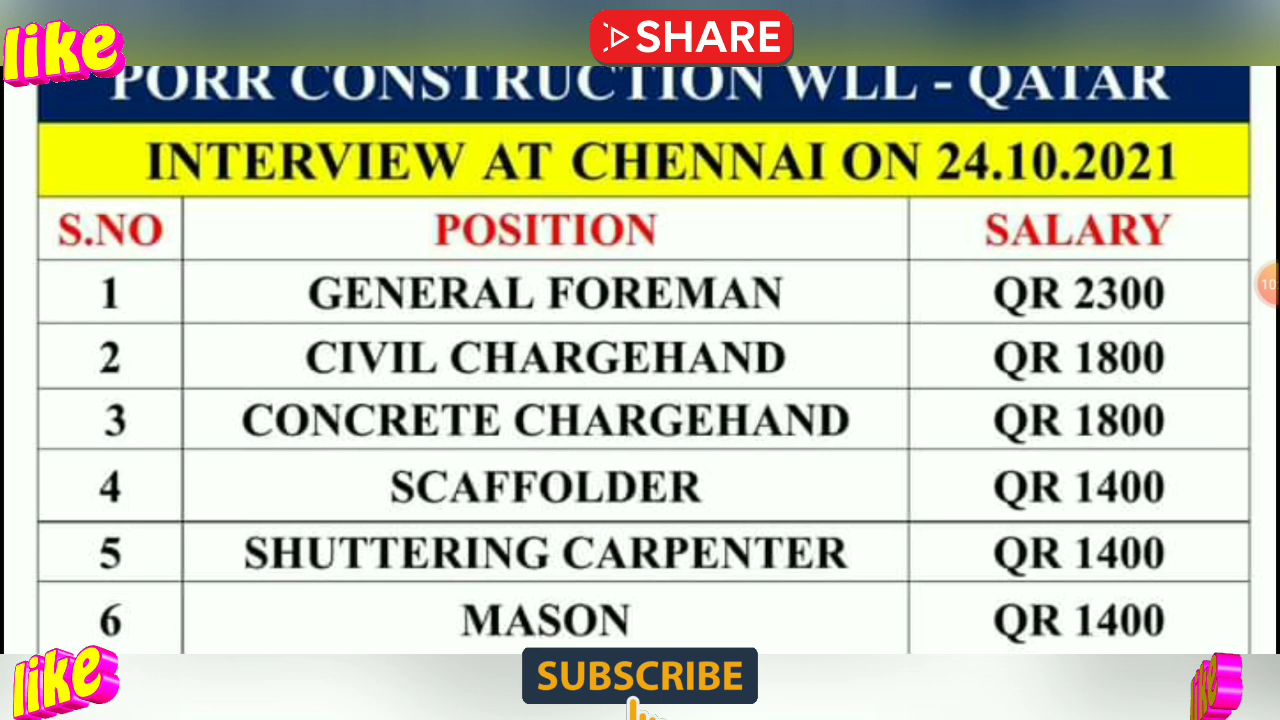 like
SHARE
PORR CONSTRUCTION WLL - QATAR
INTERVIEW AT CHENNAI ON 24.10.2021
S.NO POSITION SALARY
1 GENERAL FOREMAN QR 2300
2 CIVIL CHARGEHAND QR 1800
3 CONCRETE CHARGEHAND QR 1800
4 SCAFFOLDER QR 1400
5 SHUTTERING CARPENTER QR 1400
6 MASON QR 1400
like
SUBSCRIBE